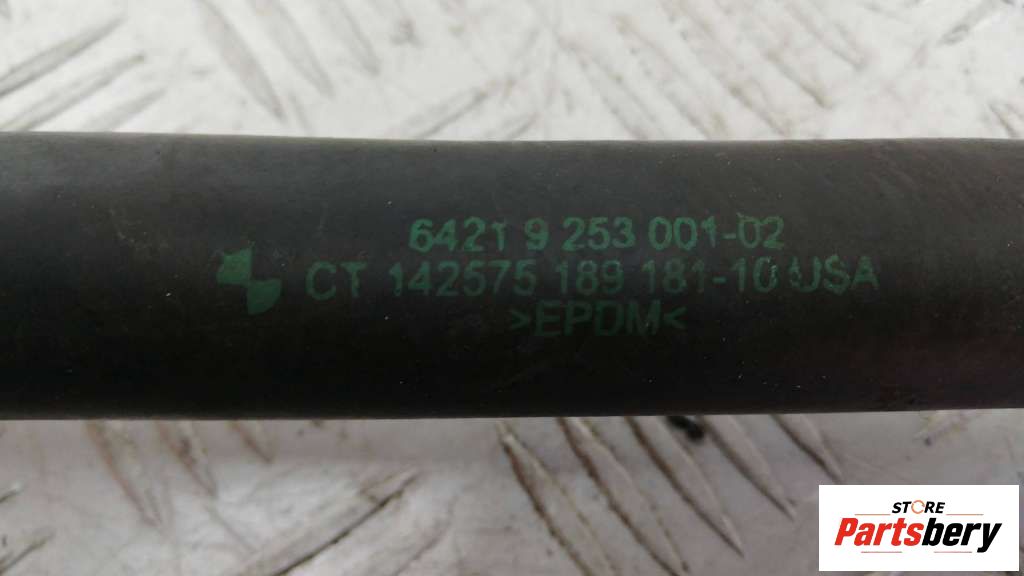 6421 9 253 001-02
CT 142575 189 181-10 USA
>EPDM<
STORE
Partsbery